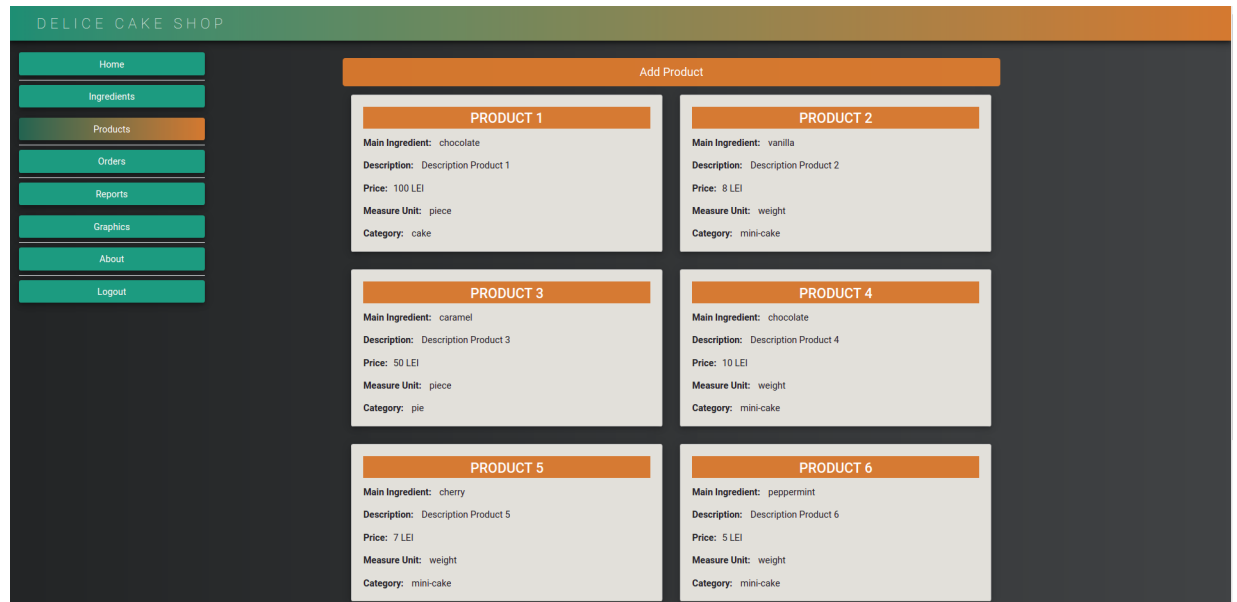 DELICE CAKE SHOP
Home
Ingredients
Products
Orders
Reports
Graphics
About
Logout
Add Product
PRODUCT 1
Main Ingredient: chocolate
Description: Description Product 1
Price: 100 LEI
Measure Unit: piece
Category: cake
PRODUCT 2
Main Ingredient: vanilla
Description: Description Product 2
Price: 8 LEI
Measure Unit: weight
Category: mini-cake
PRODUCT 3
Main Ingredient: caramel
Description: Description Product 3
Price: 50 LEI
Measure Unit: piece
Category: pie
PRODUCT 4
Main Ingredient: chocolate
Description: Description Product 4
Price: 10 LEI
Measure Unit: weight
Category: mini-cake
PRODUCT 5
Main Ingredient: cherry
Description: Description Product 5
Price: 7 LEI
Measure Unit: weight
Category: mini-cake
PRODUCT 6
Main Ingredient: peppermint
Description: Description Product 6
Price: 5 LEI
Measure Unit: weight
Category: mini-cake